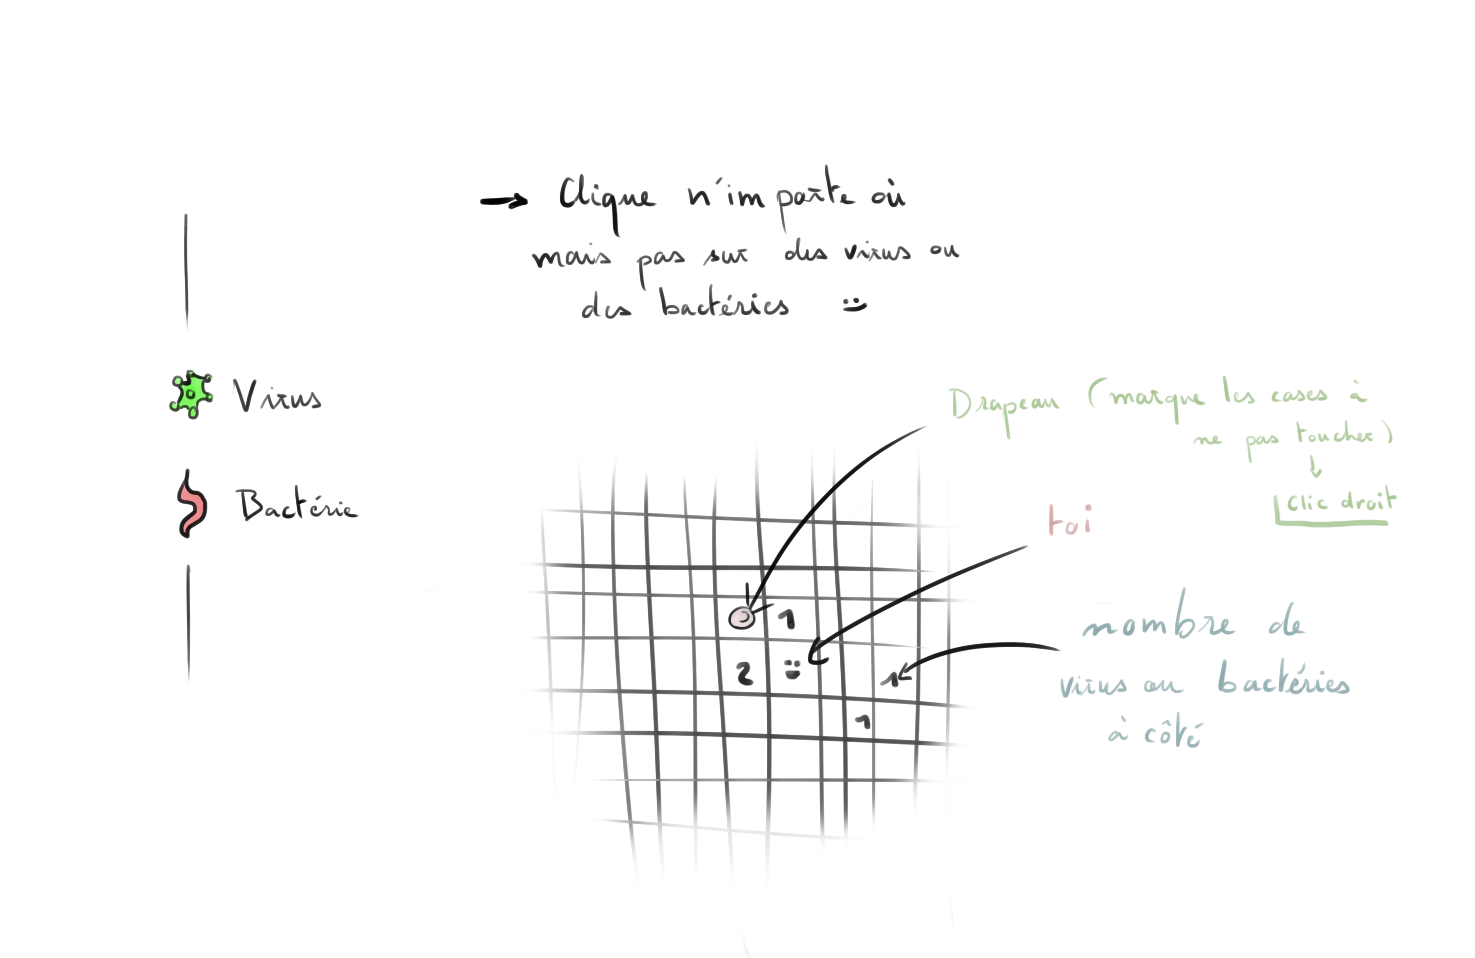 → Clique n'importe où
mais pas sur des virus ou
des bactéries
Virus
Bactérie
Drapeau (marque les cases à
ne pas toucher)
Clic droit
toi
1
2
1
1
nombre de
virus ou bactéries
à côté